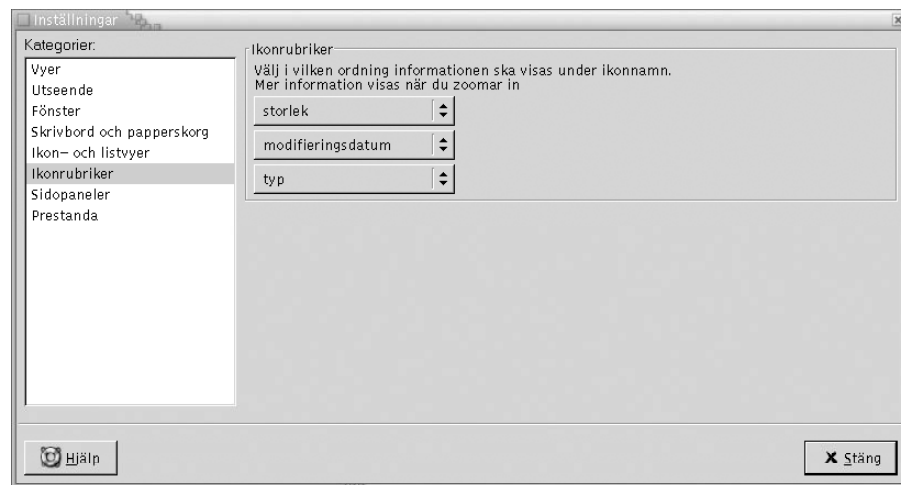 Inställningar
Kategorier:
Vyer
Utseende
Fönster
Skrivbord och papperskorg
Ikon- och listvyer
Ikonrubriker
Sidopaneler
Prestanda
Ikonrubriker
Välj i vilken ordning informationen ska visas under ikonnamn.
Mer information visas när du zoomar in
storlek
modifieringsdatum
typ
Hjälp
Stäng